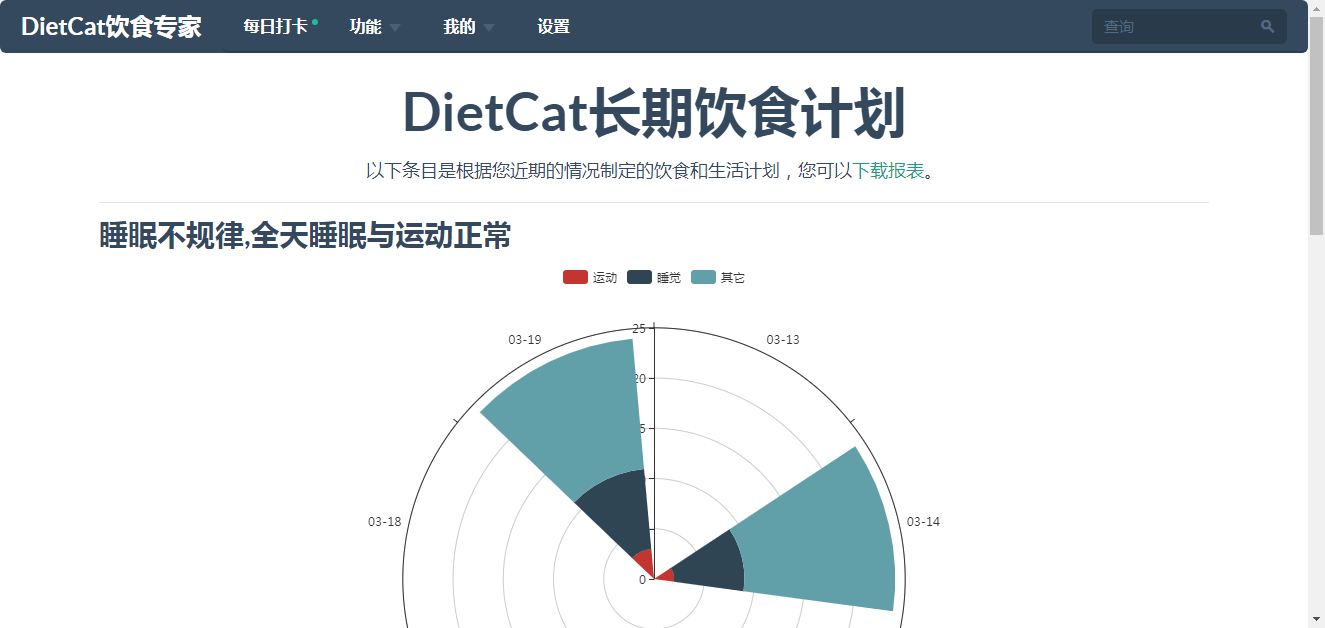 DietCat饮食专家 每日打卡 功能 我的 设置 查询
DietCat长期饮食计划
以下条目是根据您近期的情况制定的饮食和生活计划，您可以下载报表。
睡眠不规律,全天睡眠与运动正常
运动 睡觉 其它
25
03-19 03-13
20
5
03-18 03-14
0